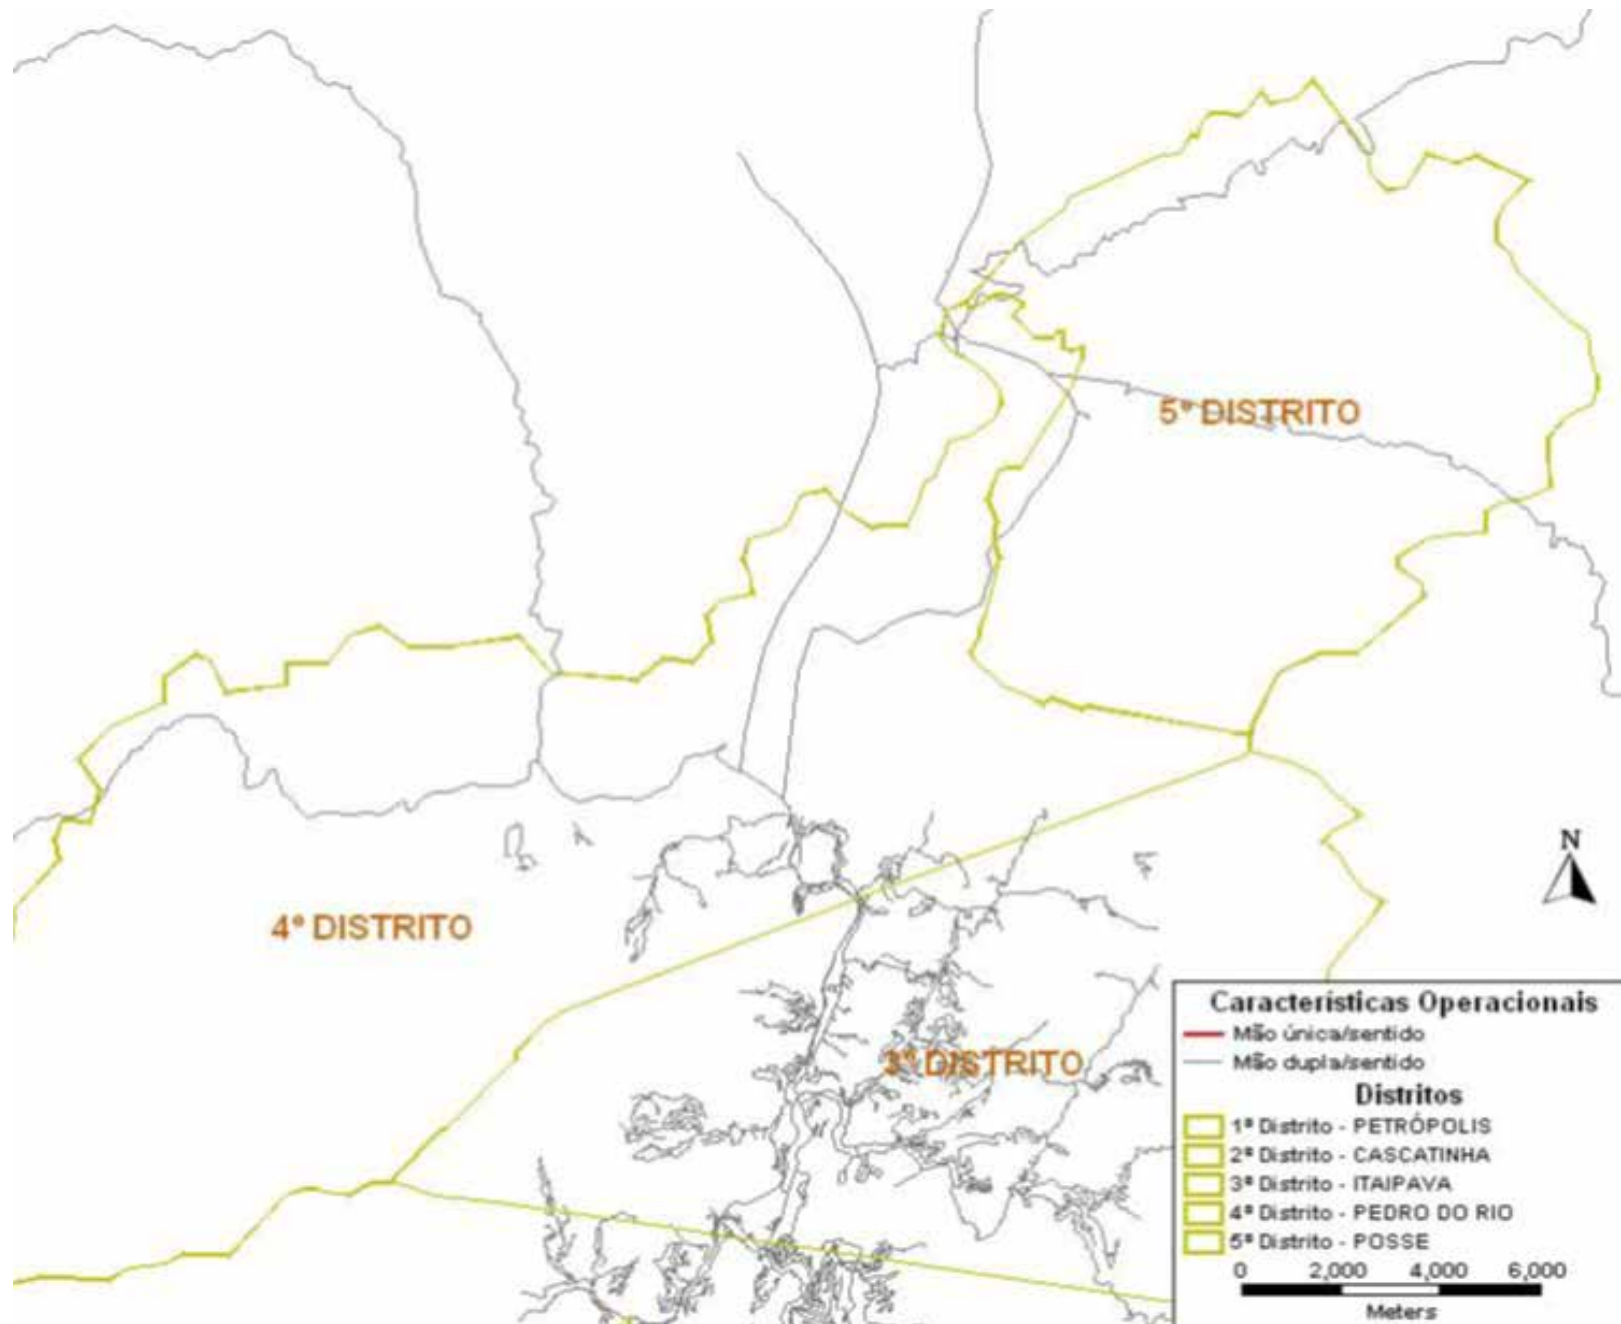 5º DISTRITO
N
4º DISTRITO
3º DISTRITO
Características Operacionais
Mão única/sentido
Mão dupla/sentido
Distritos
1º Distrito - PETRÓPOLIS
2º Distrito - CASCATINHA
3º Distrito - ITAIPAVA
4º Distrito - PEDRO DO RIO
5º Distrito - POSSE
0 2,000 4,000 6,000
Meters